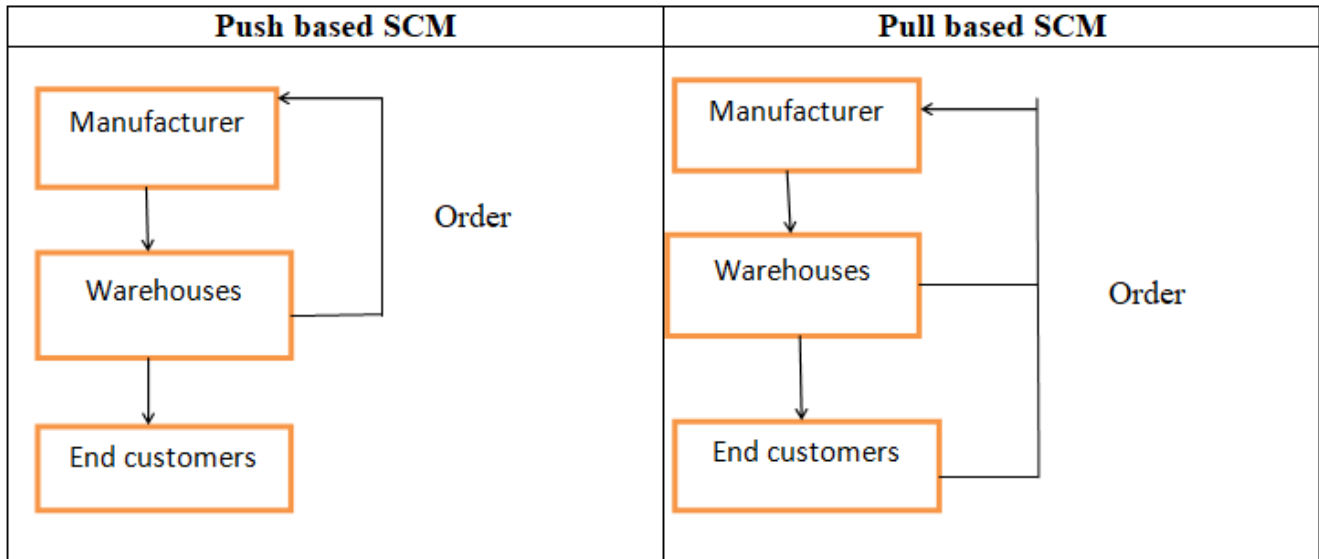 Push based SCM
Pull based SCM
Manufacturer
Order
Warehouses
End customers
Manufacturer
Warehouses
Order
End customers